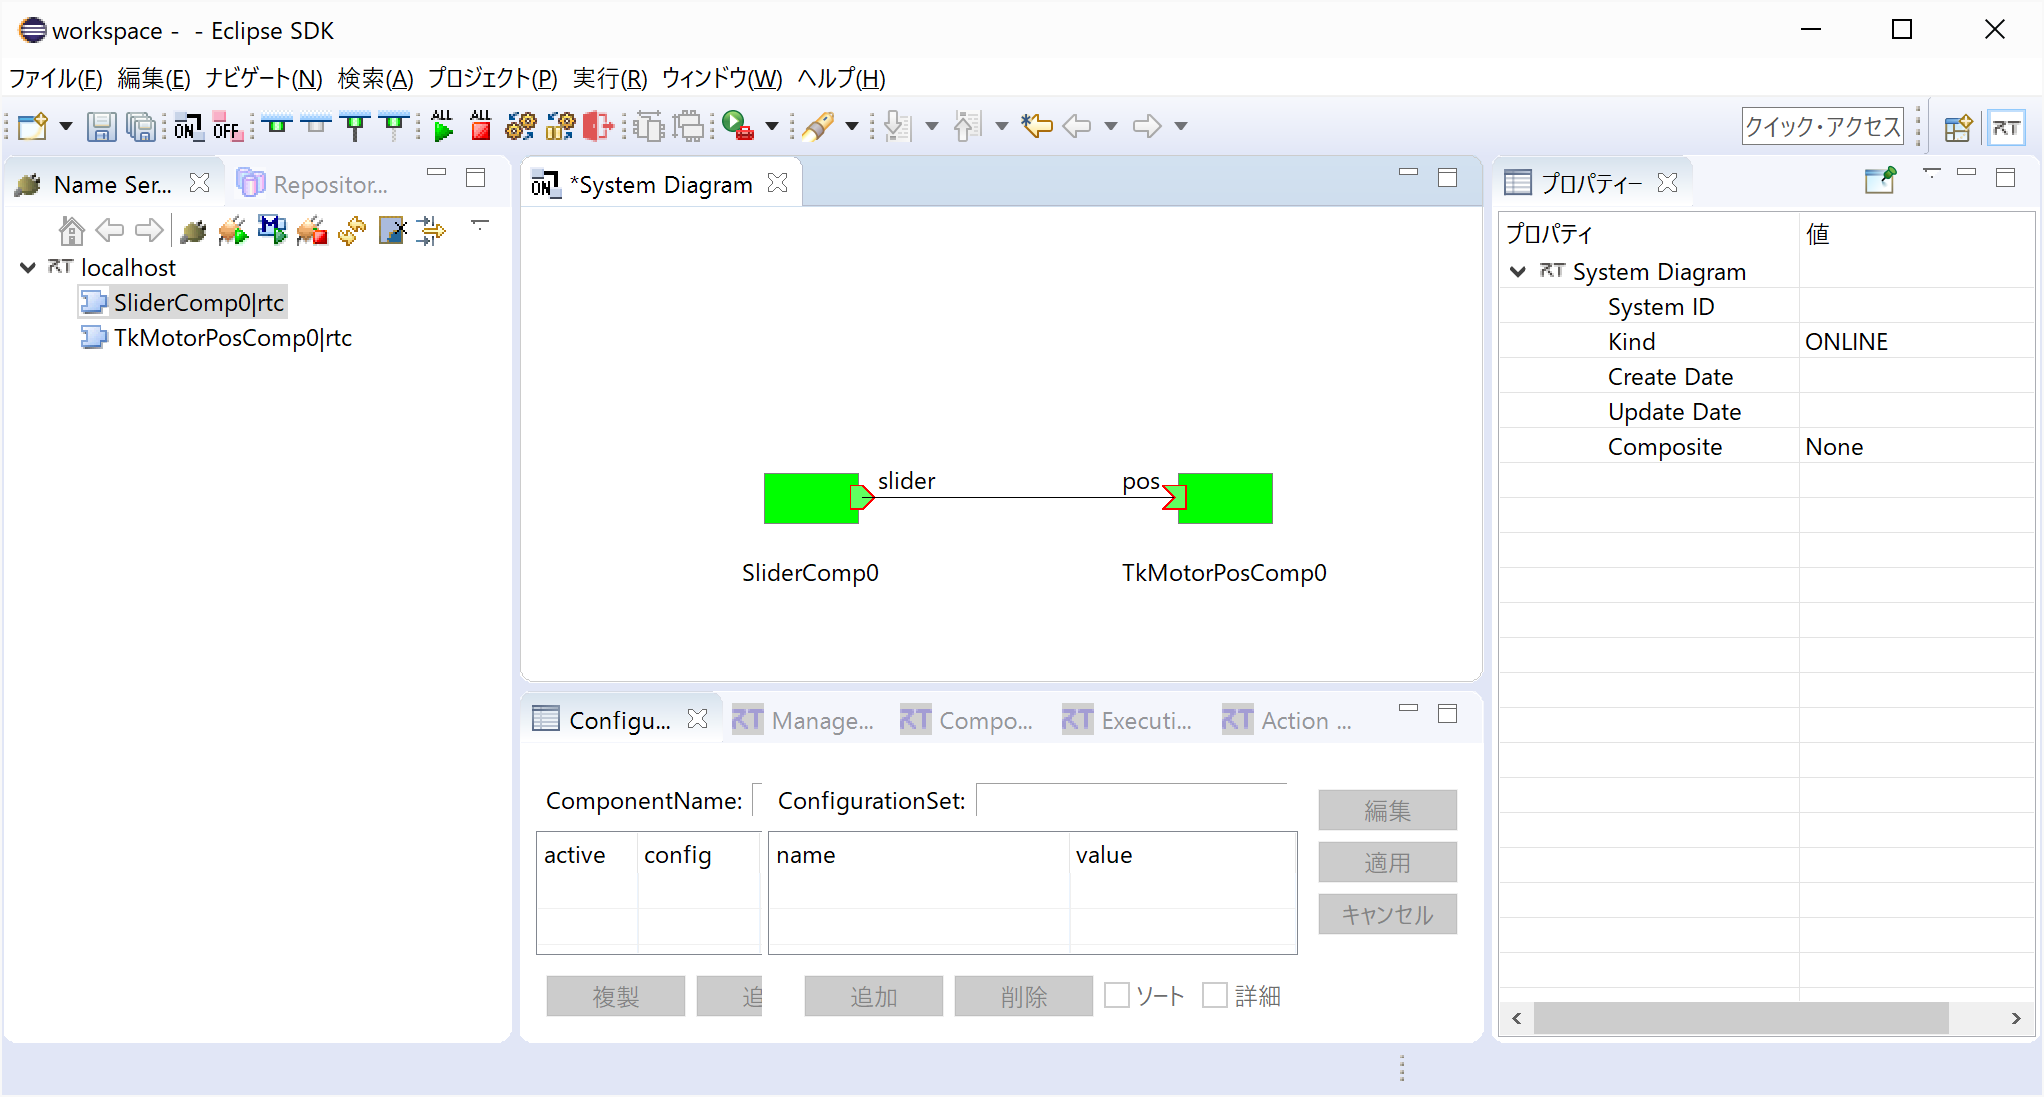 workspace -  - Eclipse SDK
ファイル(F) 編集(E) ナビゲート(N) 検索(A) プロジェクト(P) 実行(R) ウィンドウ(W) ヘルプ(H)
ON OFF ALL ALL クイック・アクセス RT
Name Ser... Repositor...
RT localhost
SliderComp0|rtc
TkMotorPosComp0|rtc
ON *System Diagram
slider pos
SliderComp0 TkMotorPosComp0
Configu... RT Manage... RT Compo... RT Executi... RT Action ...
ComponentName: ConfigurationSet:
active config name value
編集
適用
キャンセル
複製 追 追加 削除 ソート 詳細
プロパティー
プロパティ 値
RT System Diagram
System ID
Kind ONLINE
Create Date
Update Date
Composite None